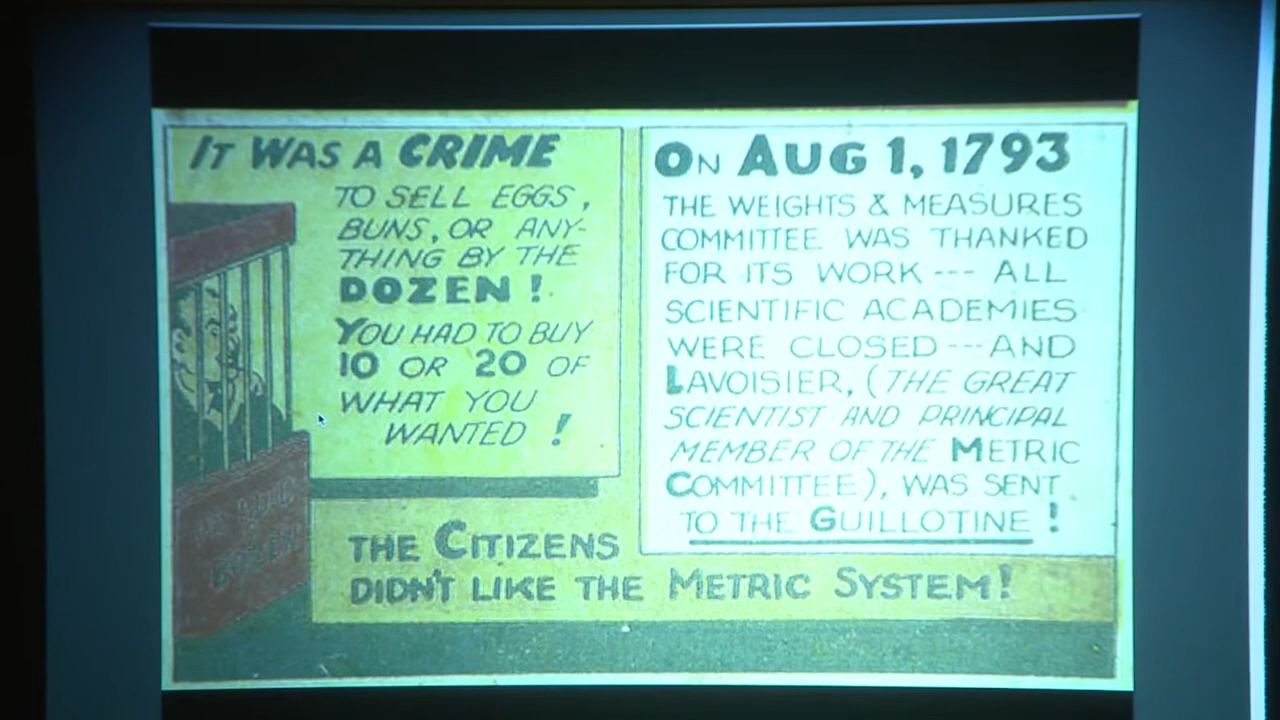 IT WAS A CRIME
TO SELL EGGS,
BUNS, OR ANY-
THING BY THE
DOZEN!
YOU HAD TO BUY
10 OR 20 OF
WHAT YOU
WANTED!
DOZEN
ON AUG 1, 1793
THE WEIGHTS & MEASURES
COMMITTEE WAS THANKED
FOR ITS WORK --- ALL
SCIENTIFIC ACADEMIES
WERE CLOSED --- AND
LAVOISIER, (THE GREAT
SCIENTIST AND PRINCIPAL
MEMBER OF THE METRIC
COMMITTEE), WAS SENT
TO THE GUILLOTINE!
THE CITIZENS
DIDN'T LIKE THE METRIC SYSTEM!